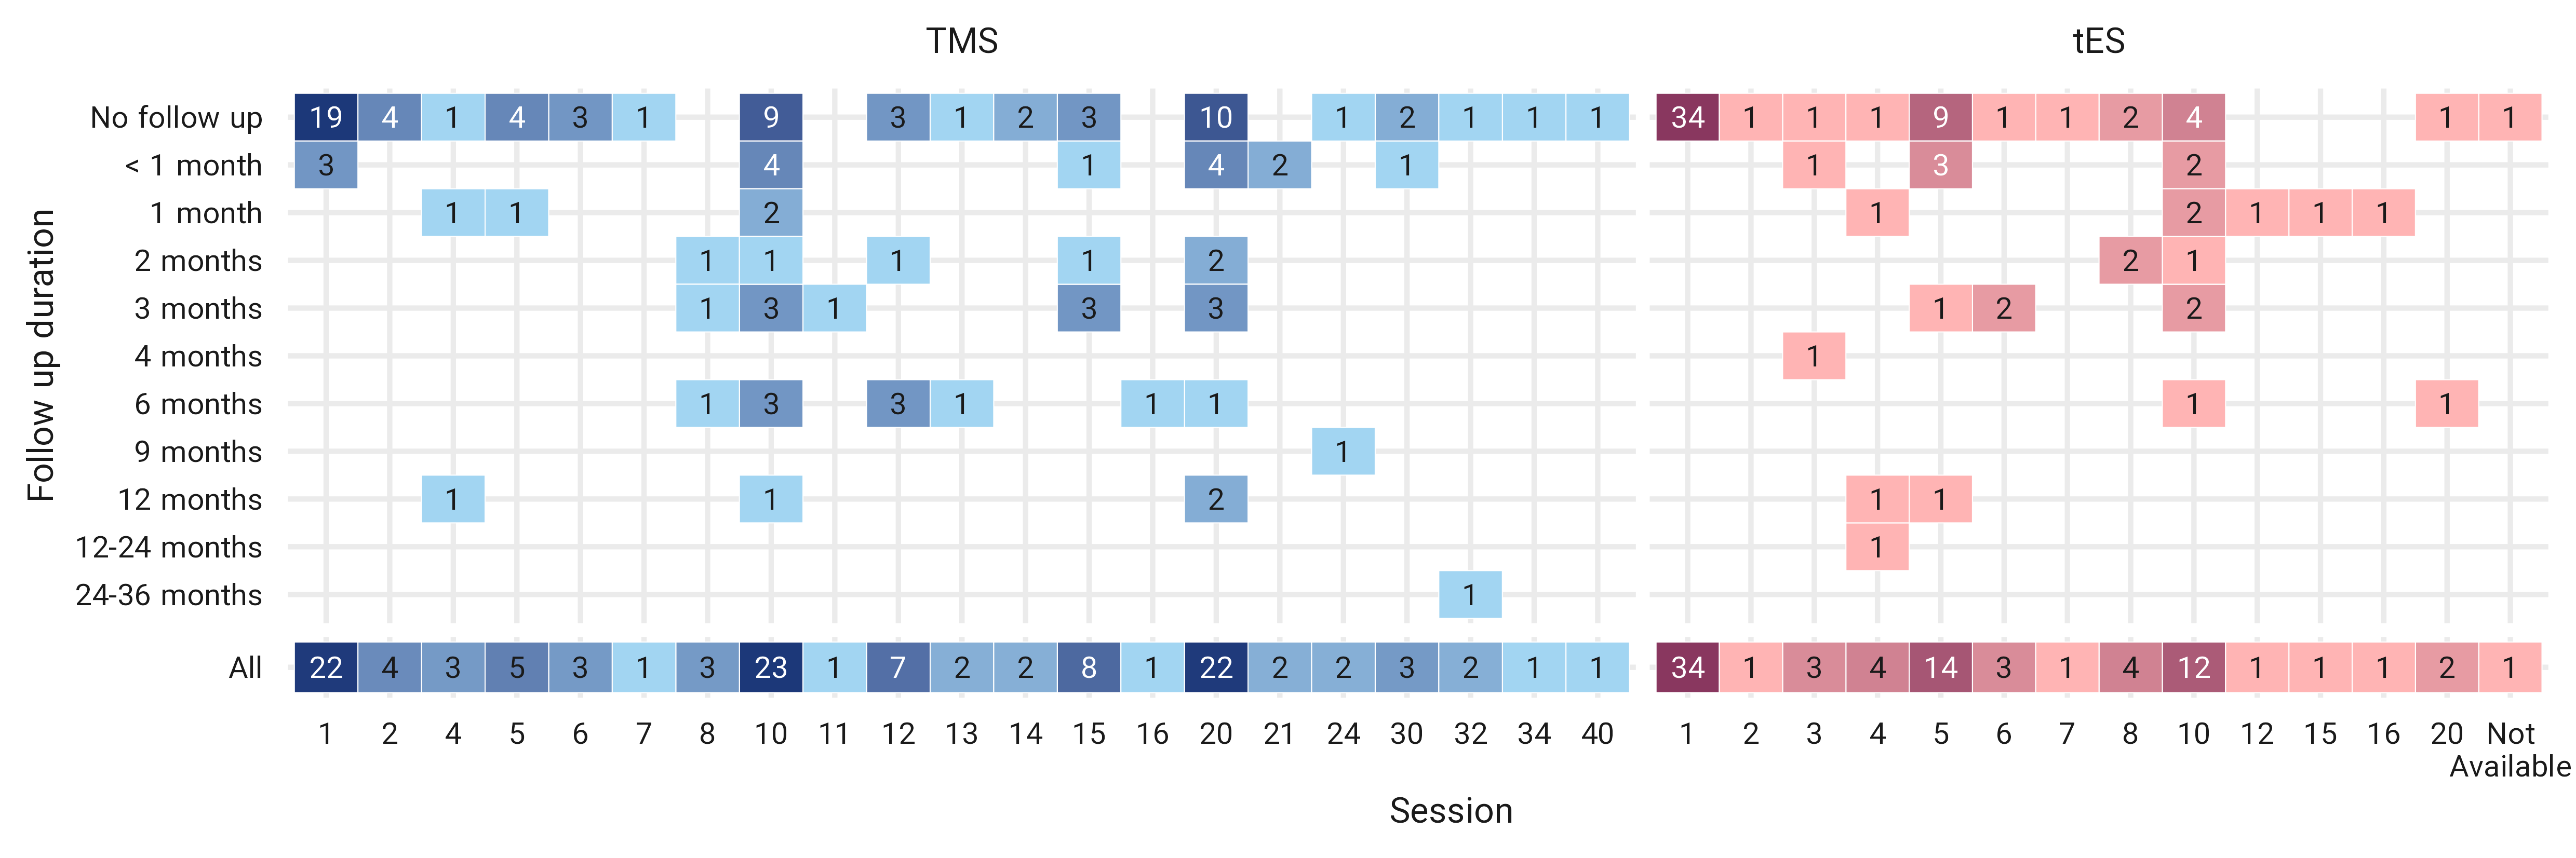 TMS tES
No follow up 19 4 1 4 3 1 9 3 1 2 3 10 1 2 1 1 1 34 1 1 1 9 1 1 2 4 1 1
< 1 month 3 4 1 4 2 1 1 3 2
1 month 1 1 2 1 2 1 1 1
2 months 1 1 1 1 2 2 1
3 months 1 3 1 3 3 1 2 2
4 months 1
6 months 1 3 3 1 1 1 1 1
9 months 1
12 months 1 1 2 1 1
12-24 months 1
24-36 months 1
All 22 4 3 5 3 1 3 23 1 7 2 2 8 1 22 2 2 3 2 1 1 34 1 3 4 14 3 1 4 12 1 1 1 2 1
1 2 4 5 6 7 8 10 11 12 13 14 15 16 20 21 24 30 32 34 40 1 2 3 4 5 6 7 8 10 12 15 16 20 Not
Available
Session
Follow up duration